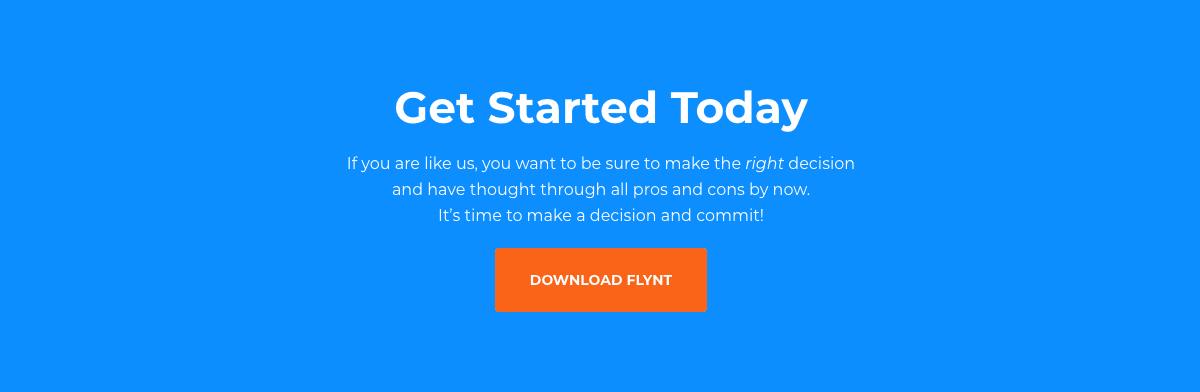 Get Started Today
If you are like us, you want to be sure to make the right decision
and have thought through all pros and cons by now.
It’s time to make a decision and commit!
DOWNLOAD FLYNT